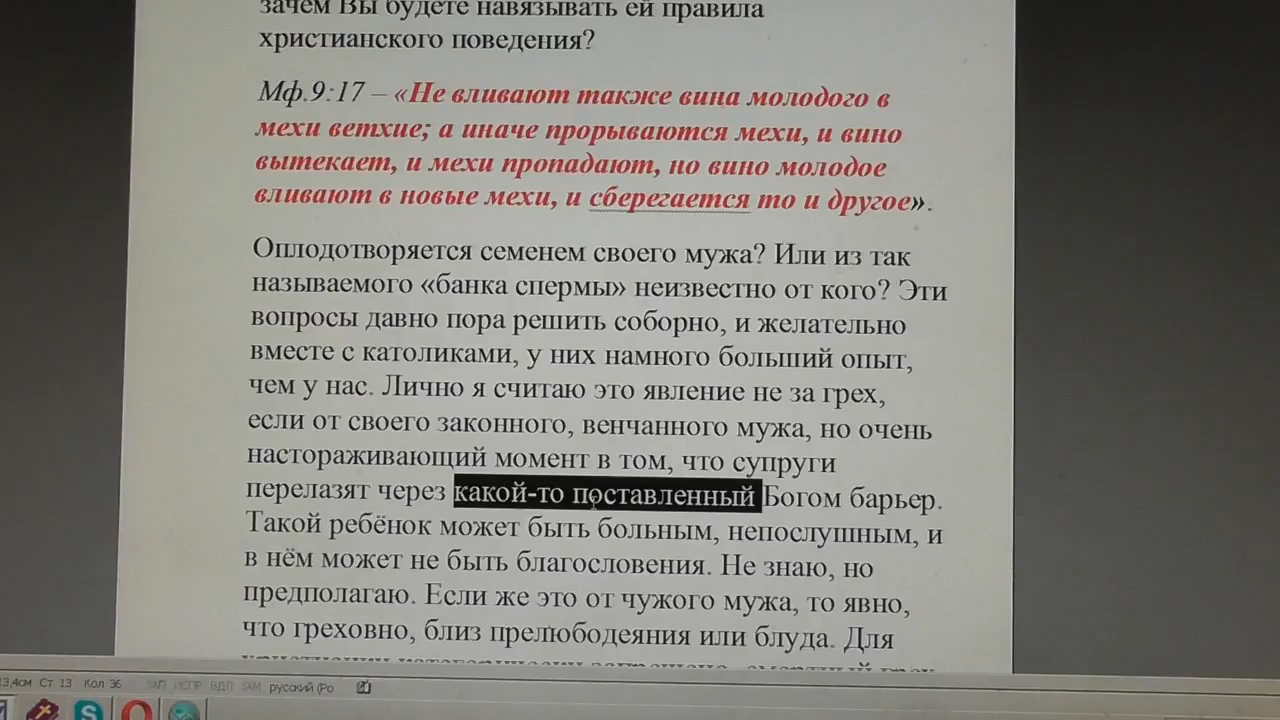 зачем Вы будете навязывать ей правила
христианского поведения?
Мф.9:17 – «Не вливают также вина молодого в
мехи ветхие; а иначе прорываются мехи, и вино
вытекает, и мехи пропадают, но вино молодое
вливают в новые мехи, и сберегается то и другое».
Оплодотворяется семенем своего мужа? Или из так
называемого «банка спермы» неизвестно от кого? Эти
вопросы давно пора решить соборно, и желательно
вместе с католиками, у них намного больший опыт,
чем у нас. Лично я считаю это явление не за грех,
если от своего законного, венчанного мужа, но очень
настораживающий момент в том, что супруги
перелазят через какой-то поставленный Богом барьер.
Такой ребёнок может быть больным, непослушным, и
в нём может не быть благословения. Не знаю, но
предполагаю. Если же это от чужого мужа, то явно,
что греховно, близ прелюбодеяния или блуда. Для
3,4см Ст 13 Кол 36 ЗАП ИСПР ВДЛ ЗАМ русский (Ро